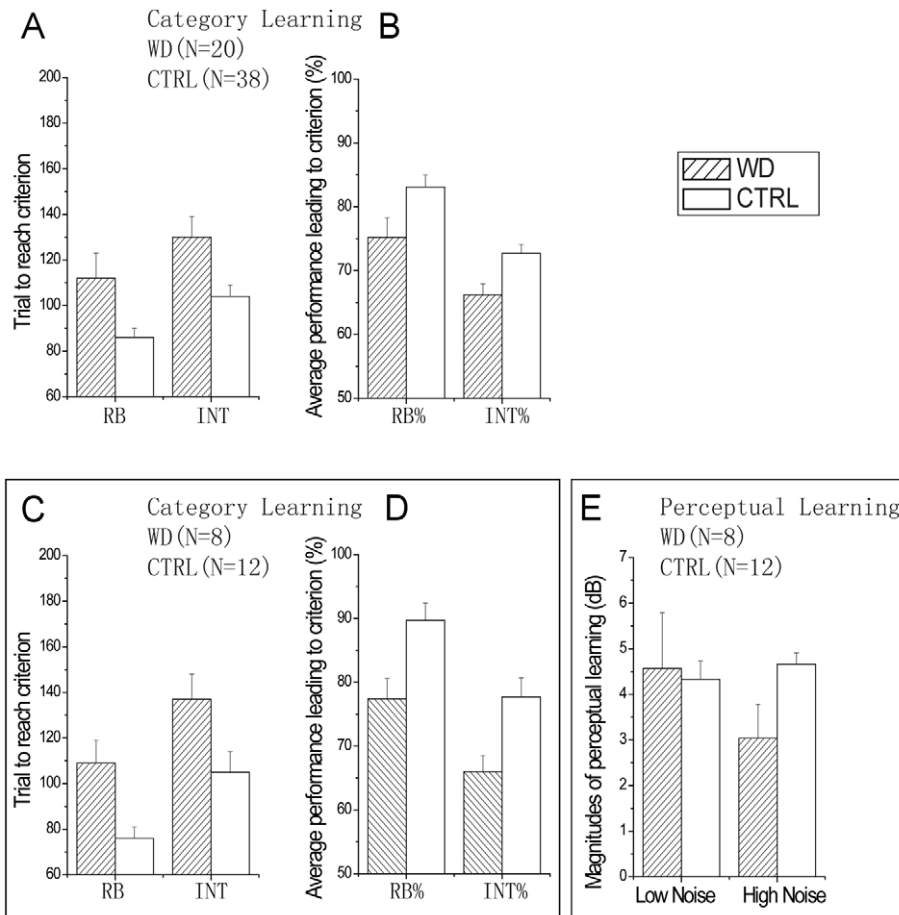 A
Category Learning
WD(N=20)
CTRL(N=38)
B
Trial to reach criterion
200
180
160
140
120
100
80
60
RB
INT
Average performance leading to criterion (%)
100
90
80
70
60
50
RB%
INT%
WD
CTRL
C
Category Learning
WD(N=8)
CTRL(N=12)
D
Trial to reach criterion
200
180
160
140
120
100
80
60
RB
INT
Average performance leading to criterion (%)
100
90
80
70
60
50
RB%
INT%
E
Perceptual Learning
WD(N=8)
CTRL(N=12)
Magnitudes of perceptual learning (dB)
7
6
5
4
3
2
1
0
Low Noise
High Noise